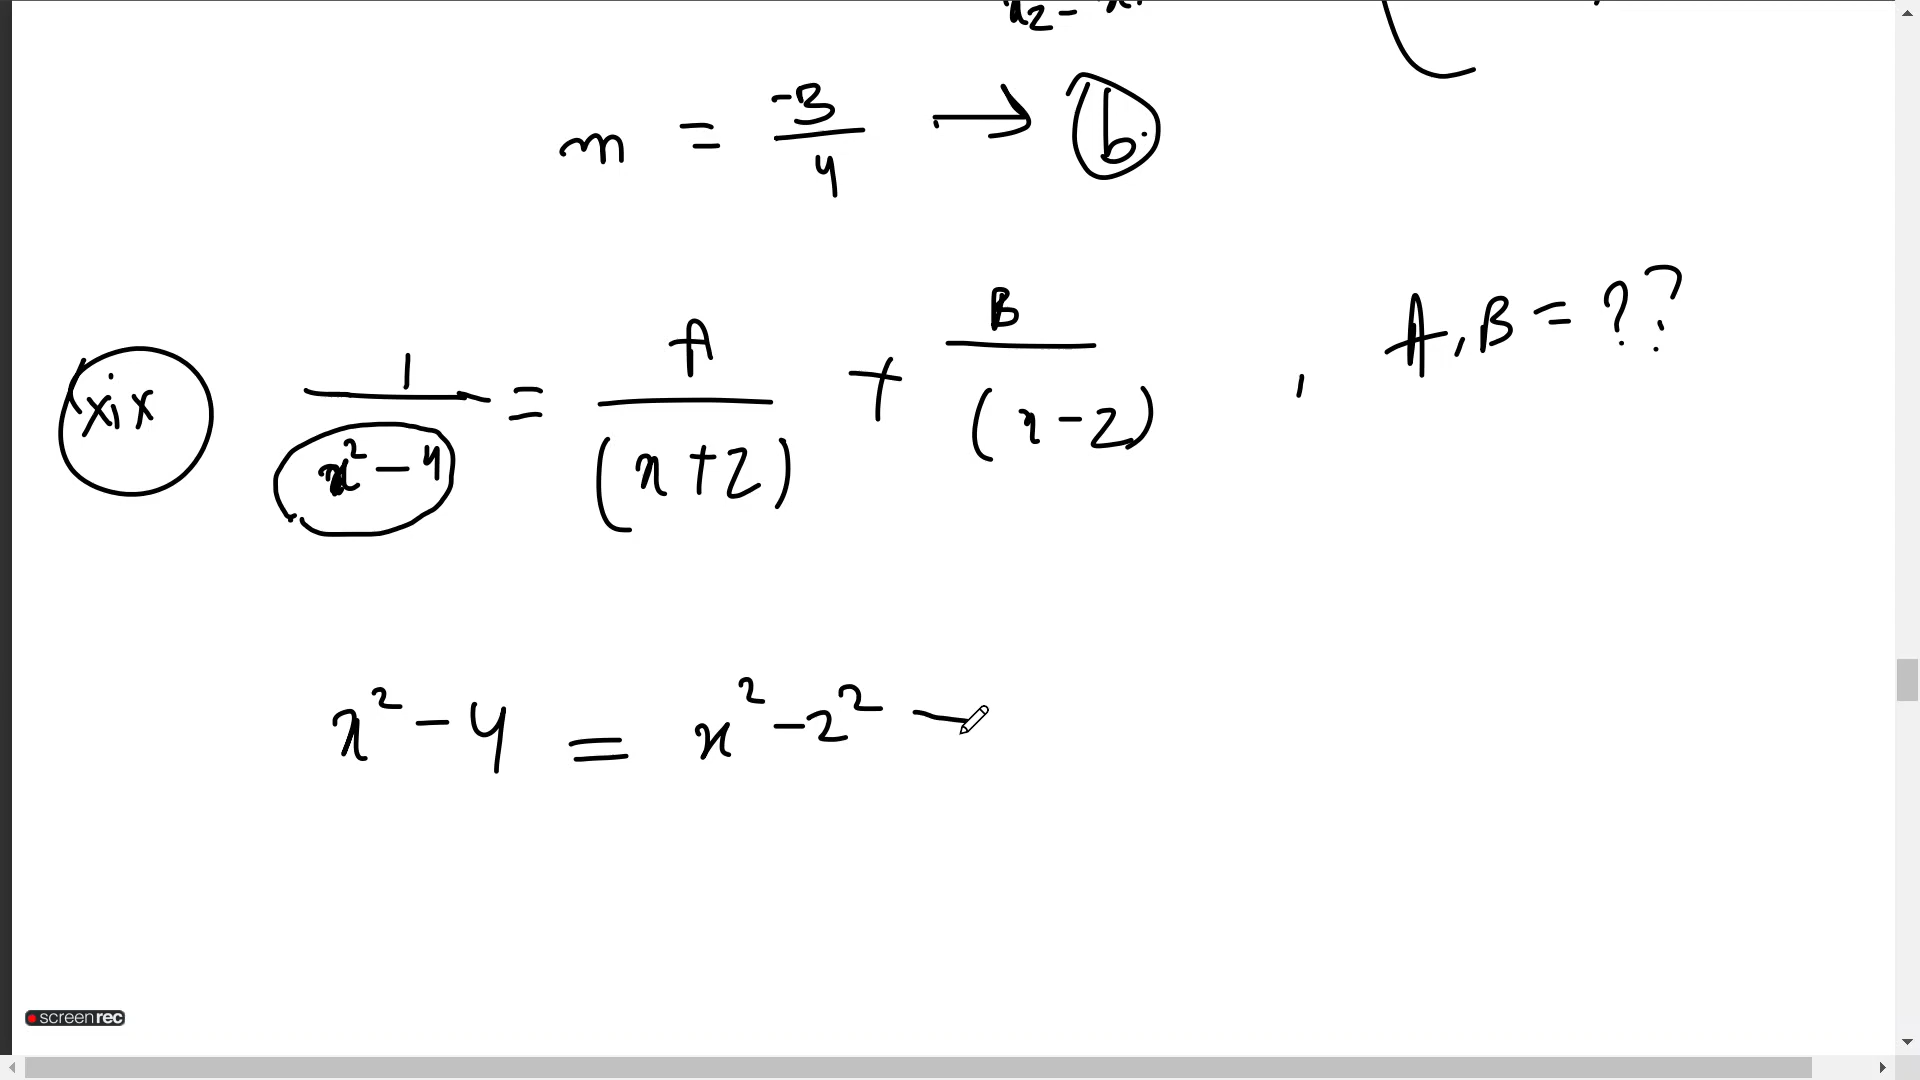 m = -3/4 → b.
xix 1/(x² - 4) = A/(x + 2) + B/(x - 2) , A, B = ??
x² - 4 = x² - 2²
screenrec